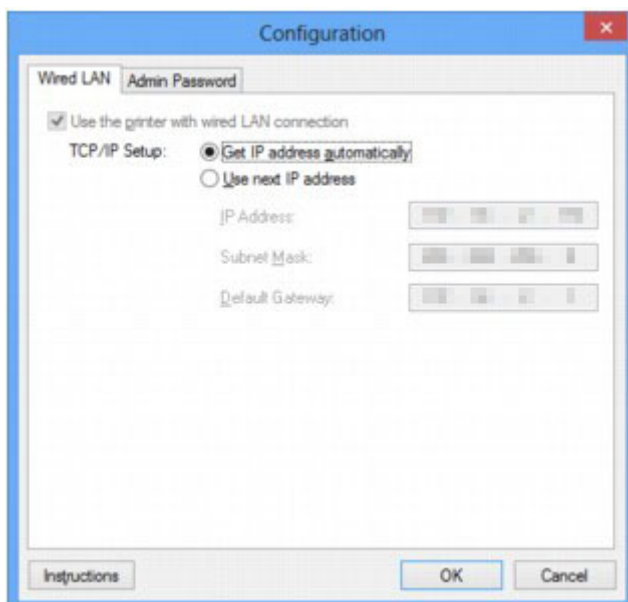 Configuration
Wired LAN
Admin Password
Use the printer with wired LAN connection
TCP/IP Setup:
Get IP address automatically
Use next IP address
IP Address:
Subnet Mask:
Default Gateway:
Instructions
OK
Cancel